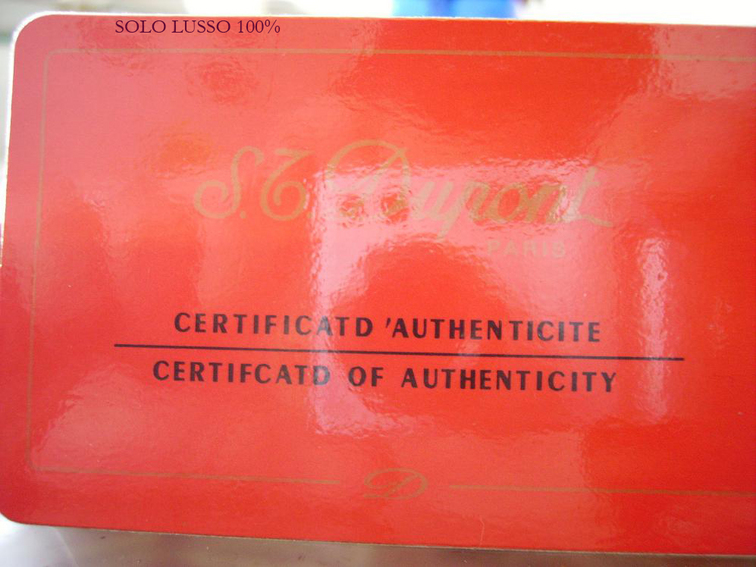 SOLO LUSSO 100%
S.T. Dupont
PARIS
CERTIFICATD 'AUTHENTICITE
CERTIFCATD OF AUTHENTICITY
D